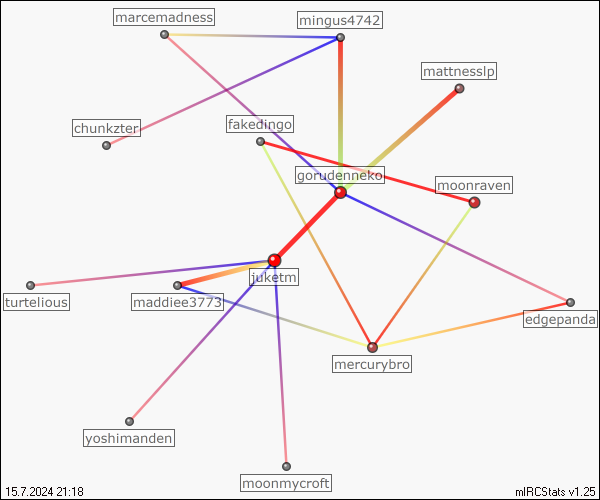 marcemadness
mingus4742
mattnesslp
chunkzter
fakedingo
gorudenneko
moonraven
juketm
turtelious
maddiee3773
edgepanda
mercurybro
yoshimanden
moonmycroft
15.7.2024 21:18
mIRCStats v1.25